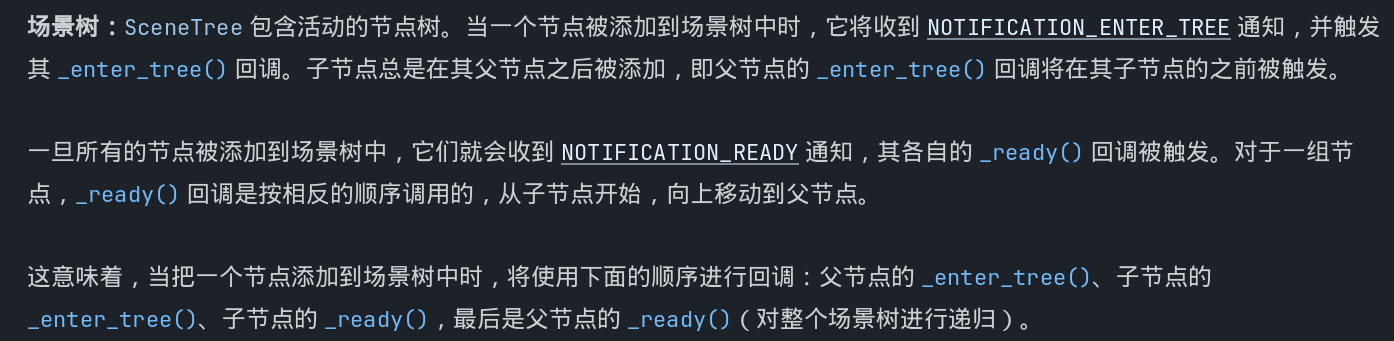 场景树：SceneTree 包含活动的节点树。当一个节点被添加到场景树中时，它将收到 NOTIFICATION_ENTER_TREE 通知，并触发
其 _enter_tree() 回调。子节点总是在其父节点之后被添加，即父节点的 _enter_tree() 回调将在其子节点的之前被触发。
一旦所有的节点被添加到场景树中，它们就会收到 NOTIFICATION_READY 通知，其各自的 _ready() 回调被触发。对于一组节
点，_ready() 回调是按相反的顺序调用的，从子节点开始，向上移动到父节点。
这意味着，当把一个节点添加到场景树中时，将使用下面的顺序进行回调：父节点的 _enter_tree()、子节点的
_enter_tree()、子节点的 _ready()，最后是父节点的 _ready()（对整个场景树进行递归）。